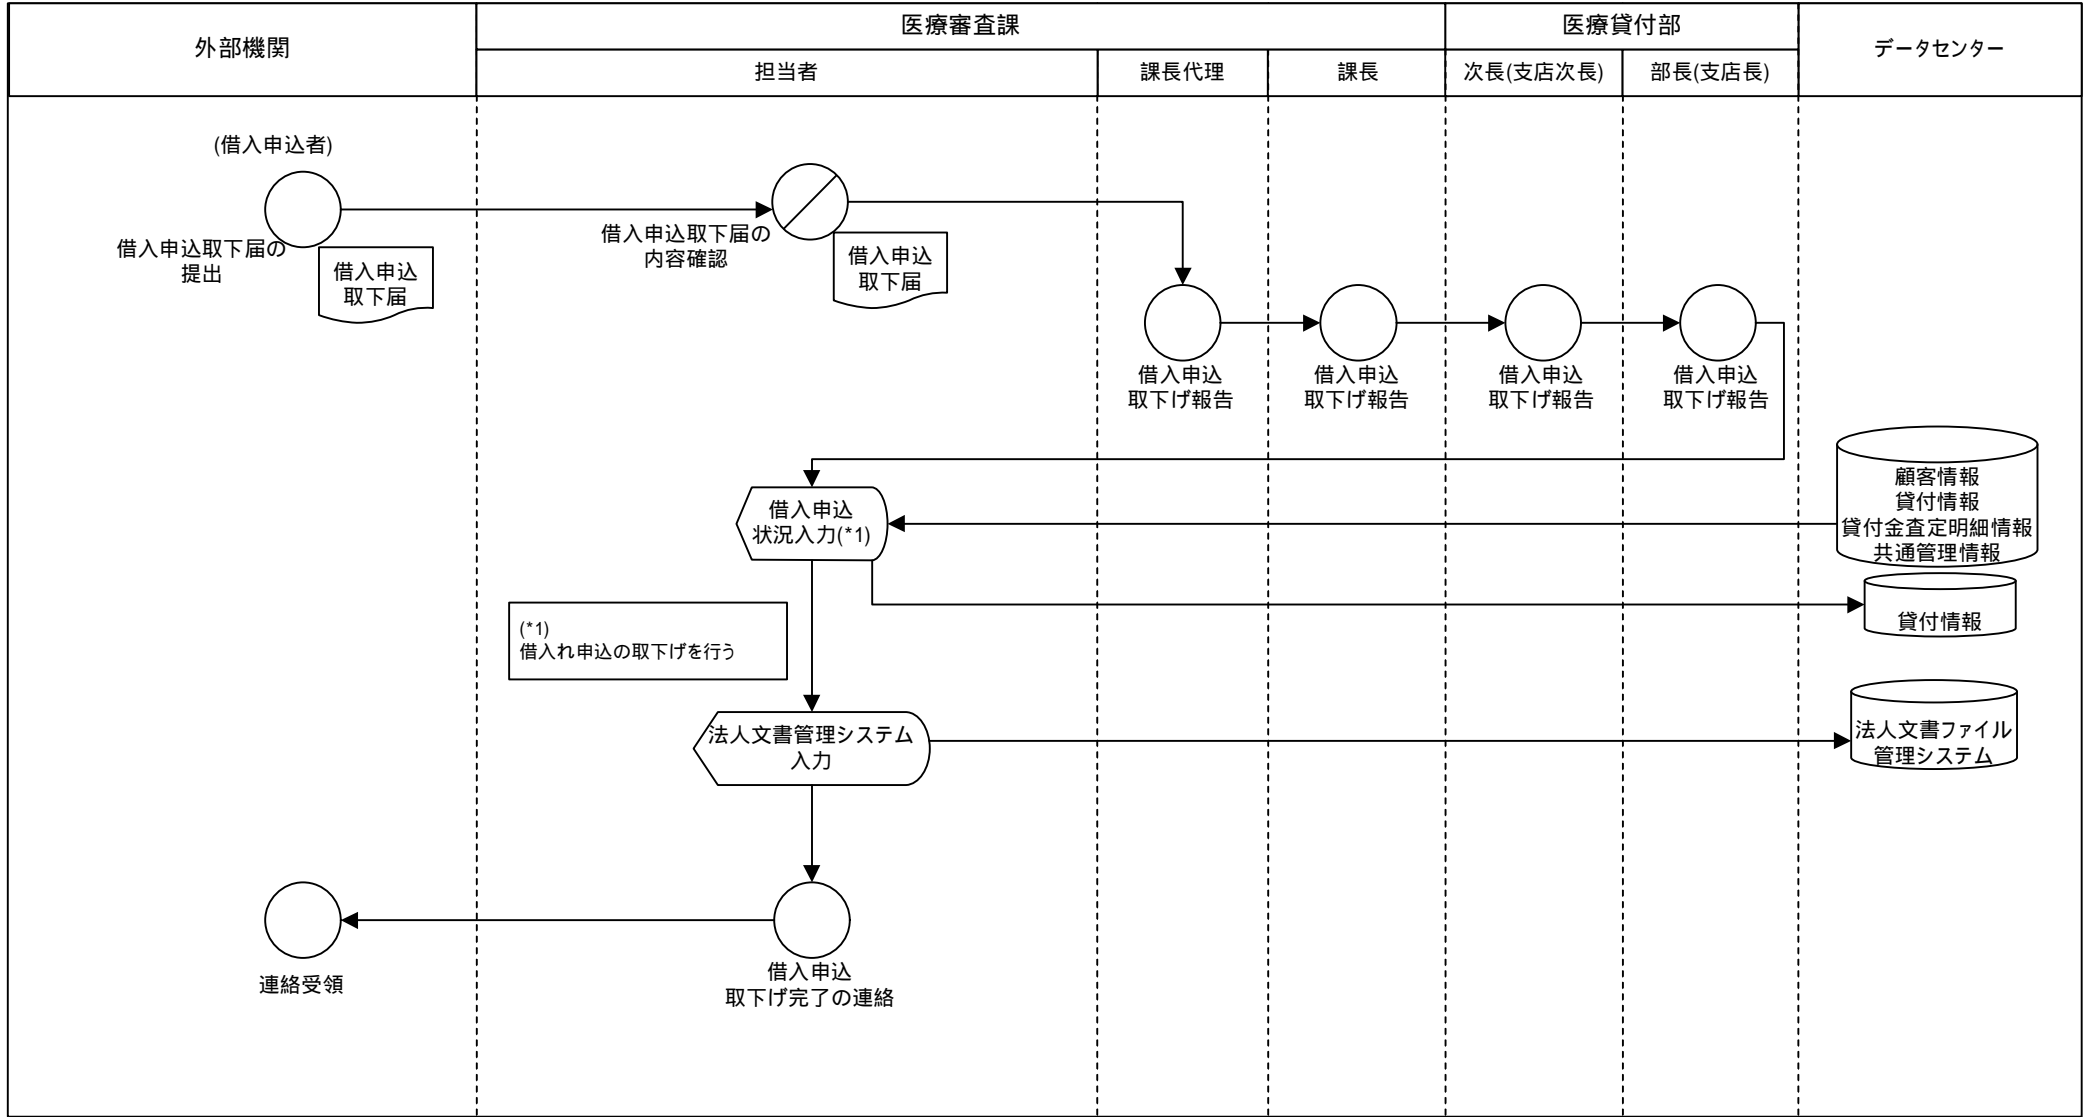 外部機関
医療審査課
医療貸付部
データセンター
担当者
課長代理
課長
次長(支店次長)
部長(支店長)
(借入申込者)
借入申込取下届の
提出
借入申込
取下届
借入申込取下届の
内容確認
借入申込
取下届
借入申込
取下げ報告
借入申込
取下げ報告
借入申込
取下げ報告
借入申込
取下げ報告
顧客情報
貸付情報
貸付金査定明細情報
共通管理情報
借入申込
状況入力(*1)
貸付情報
(*1)
借入れ申込の取下げを行う
法人文書管理システム
入力
法人文書ファイル
管理システム
連絡受領
借入申込
取下げ完了の連絡